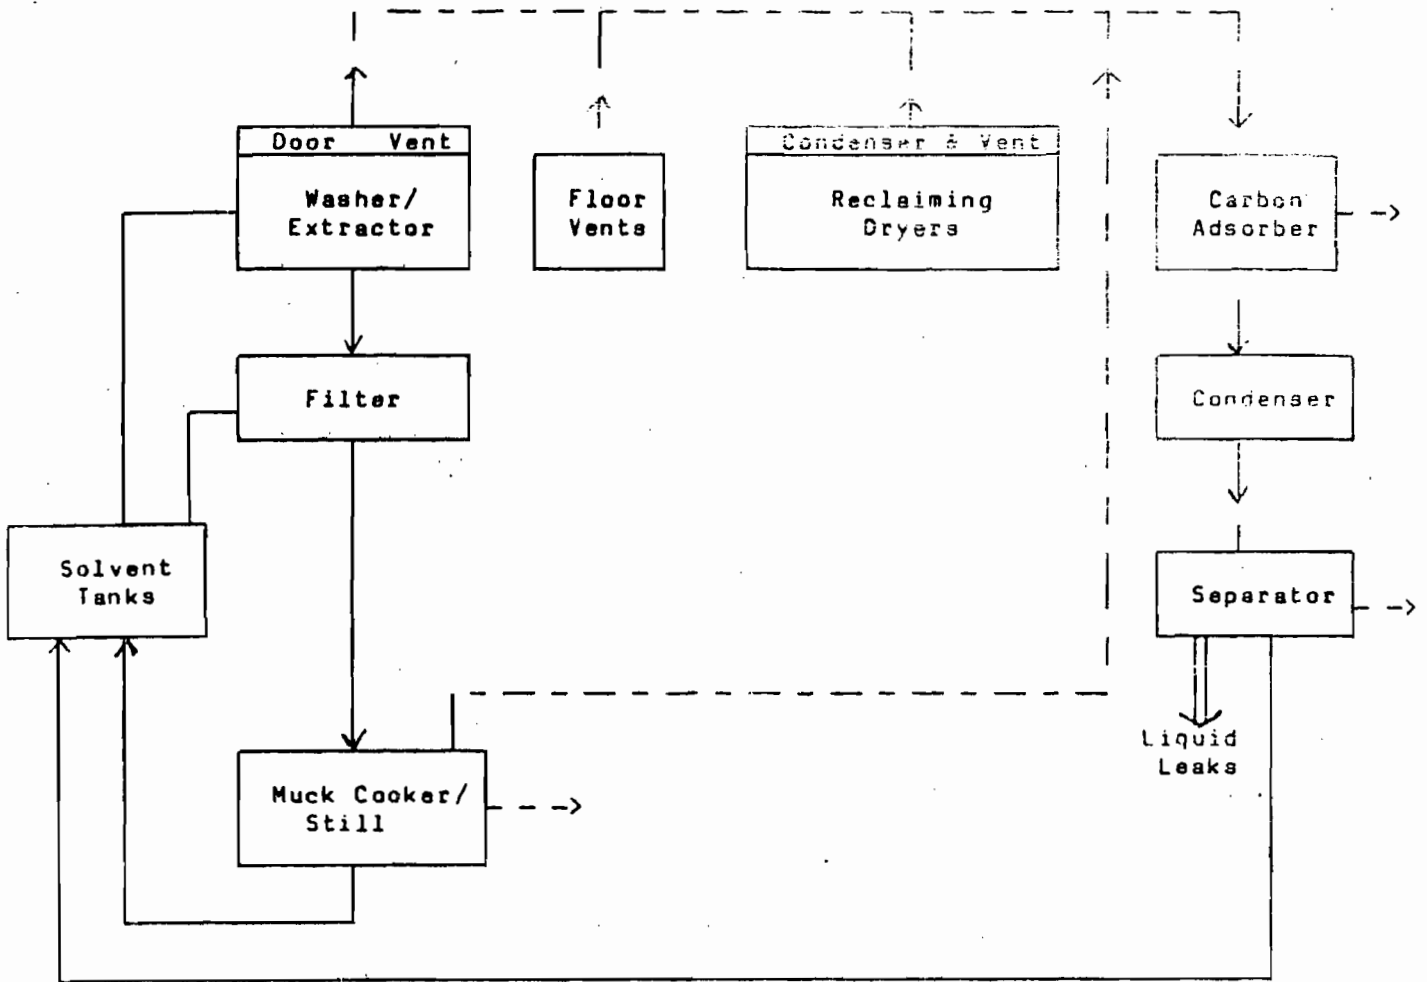 Door Vent
Washer/
Extractor
Floor
Vents
Condenser & Vent
Reclaiming
Dryers
Carbon
Adsorber
Filter
Condenser
Solvent
Tanks
Separator
Liquid
Leaks
Muck Cooker/
Still